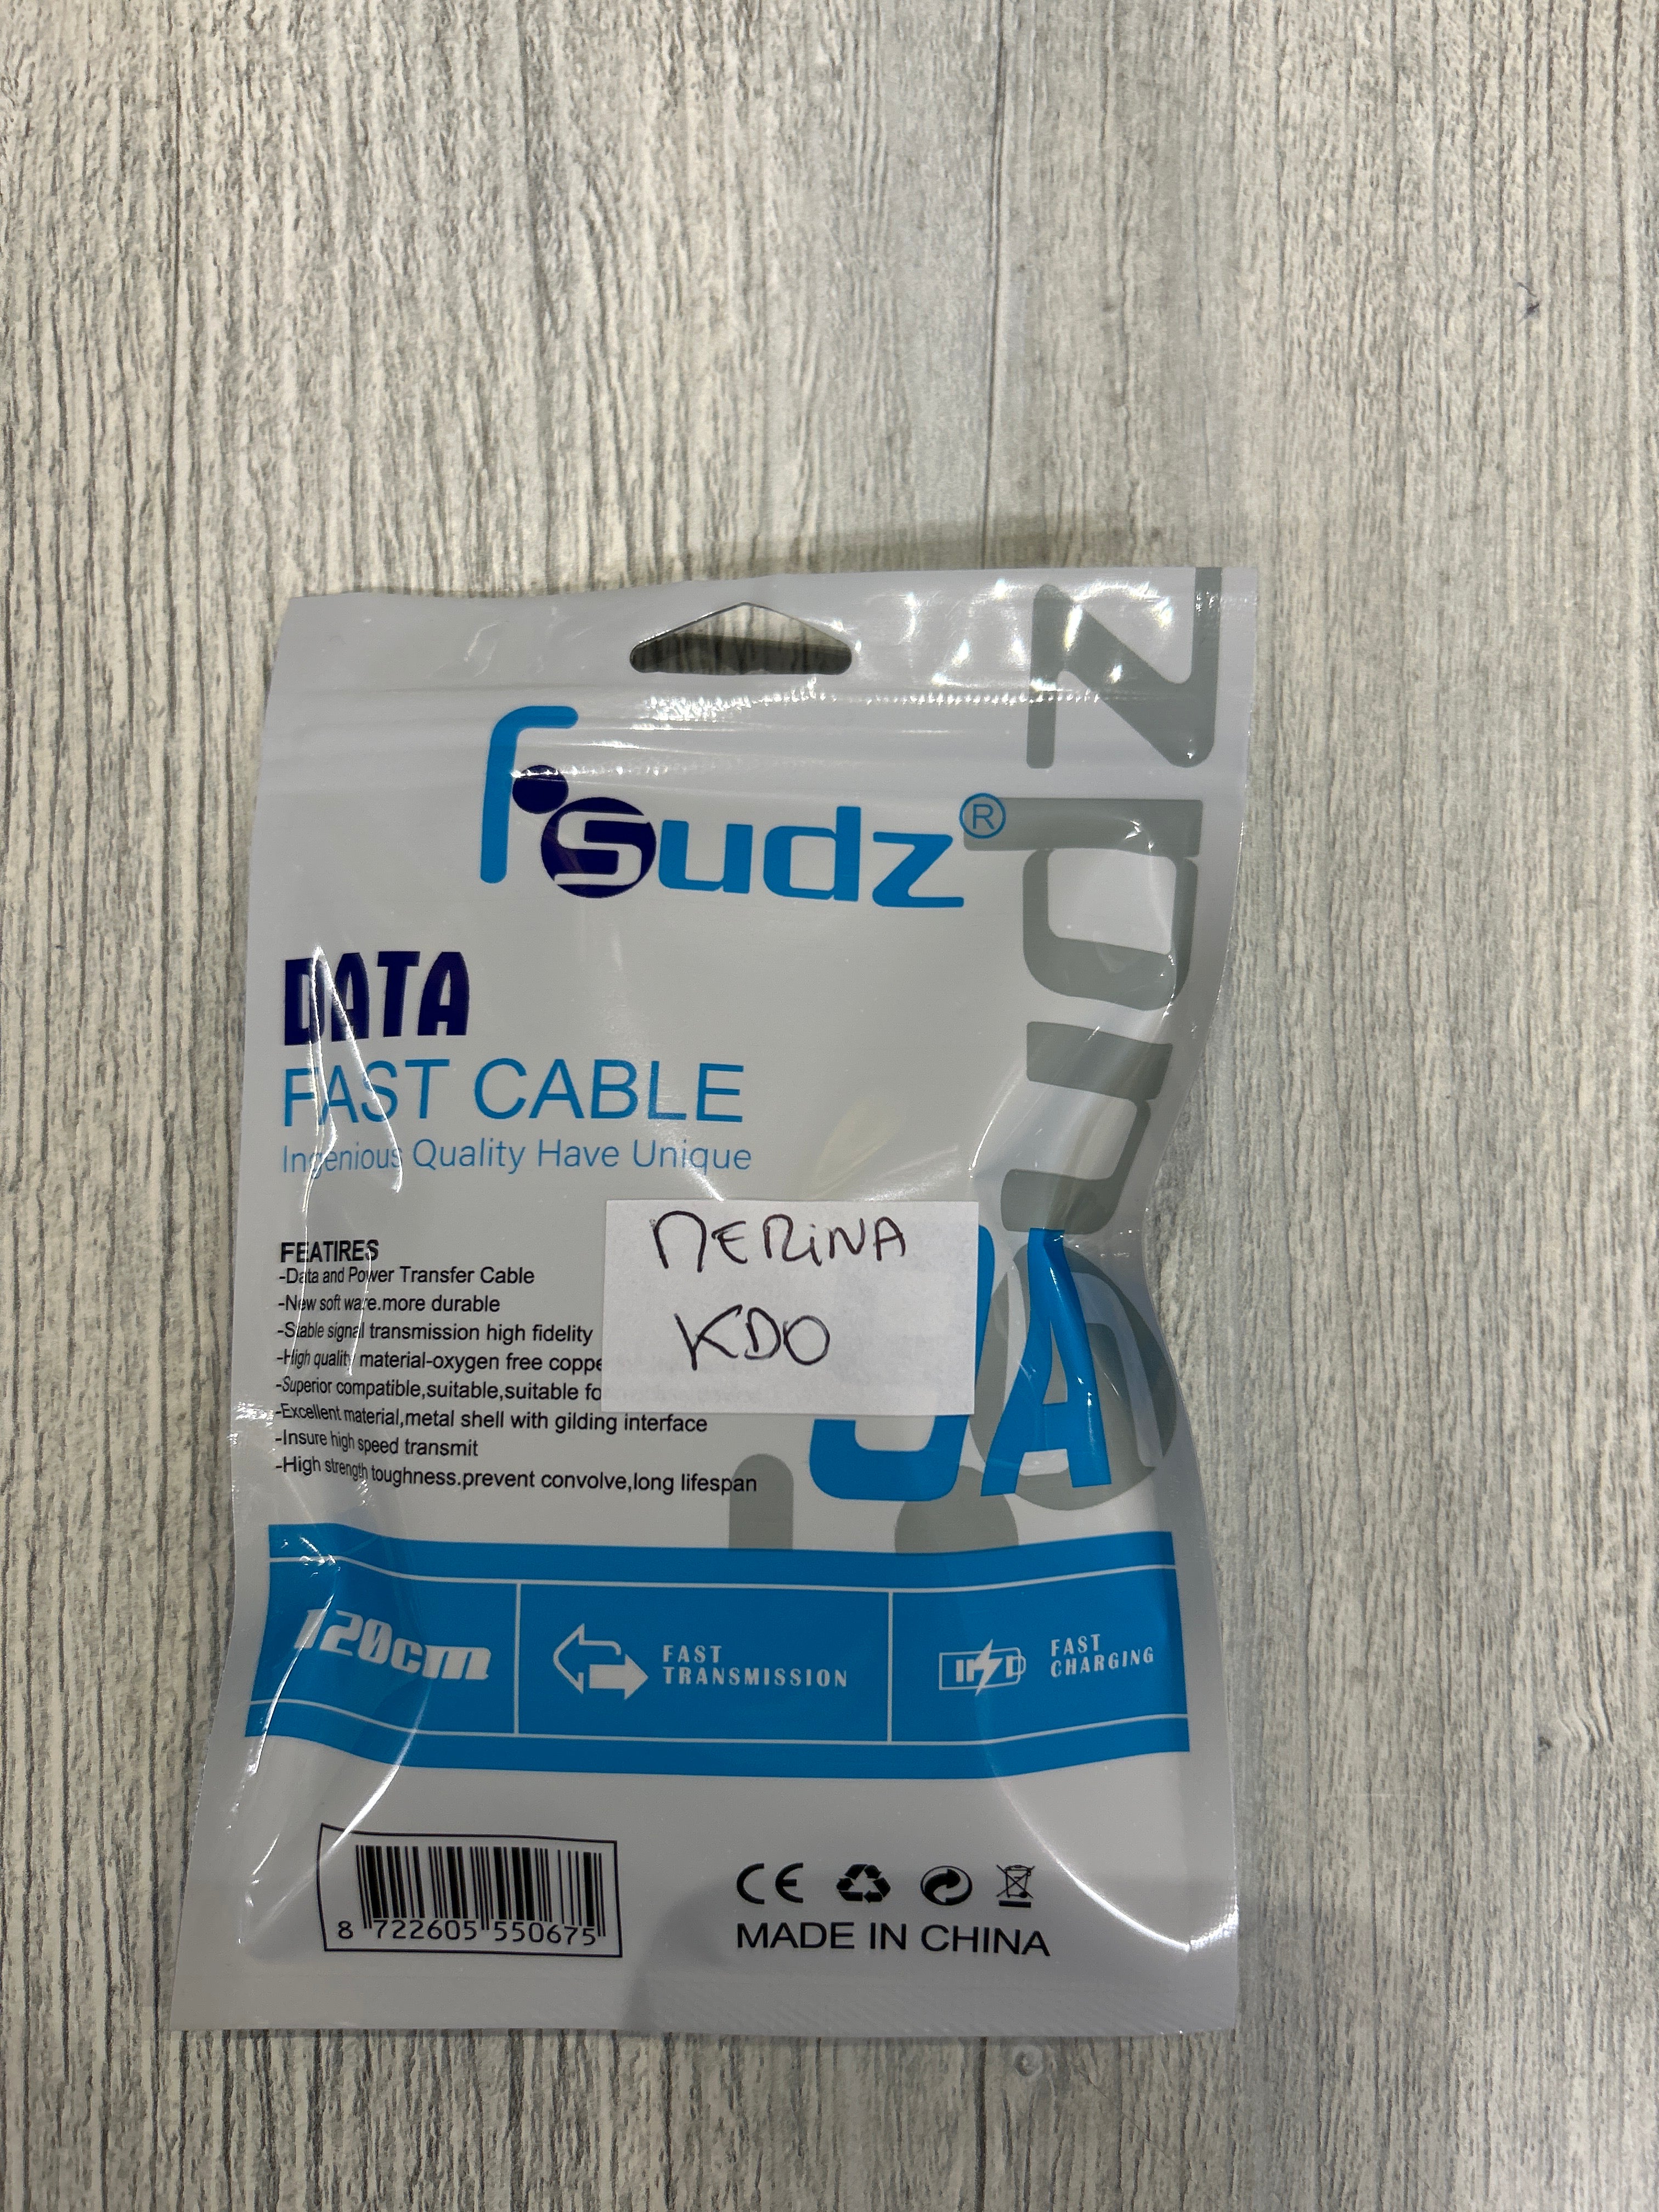 fsudz®
fsudz
DATA
FAST CABLE
Ingenious Quality Have Unique
NERiNA
KDO
FEATIRES
-Data and Power Transfer Cable
-New soft ware.more durable
-Stable signal transmission high fidelity
-High quality material-oxygen free coppe
-Superior compatible,suitable,suitable fo
-Excellent material,metal shell with gilding interface
-Insure high speed transmit
-High strength toughness.prevent convolve,long lifespan
A
120cm
FAST
TRANSMISSION
FAST
CHARGING
8 722605 550675
CE
MADE IN CHINA